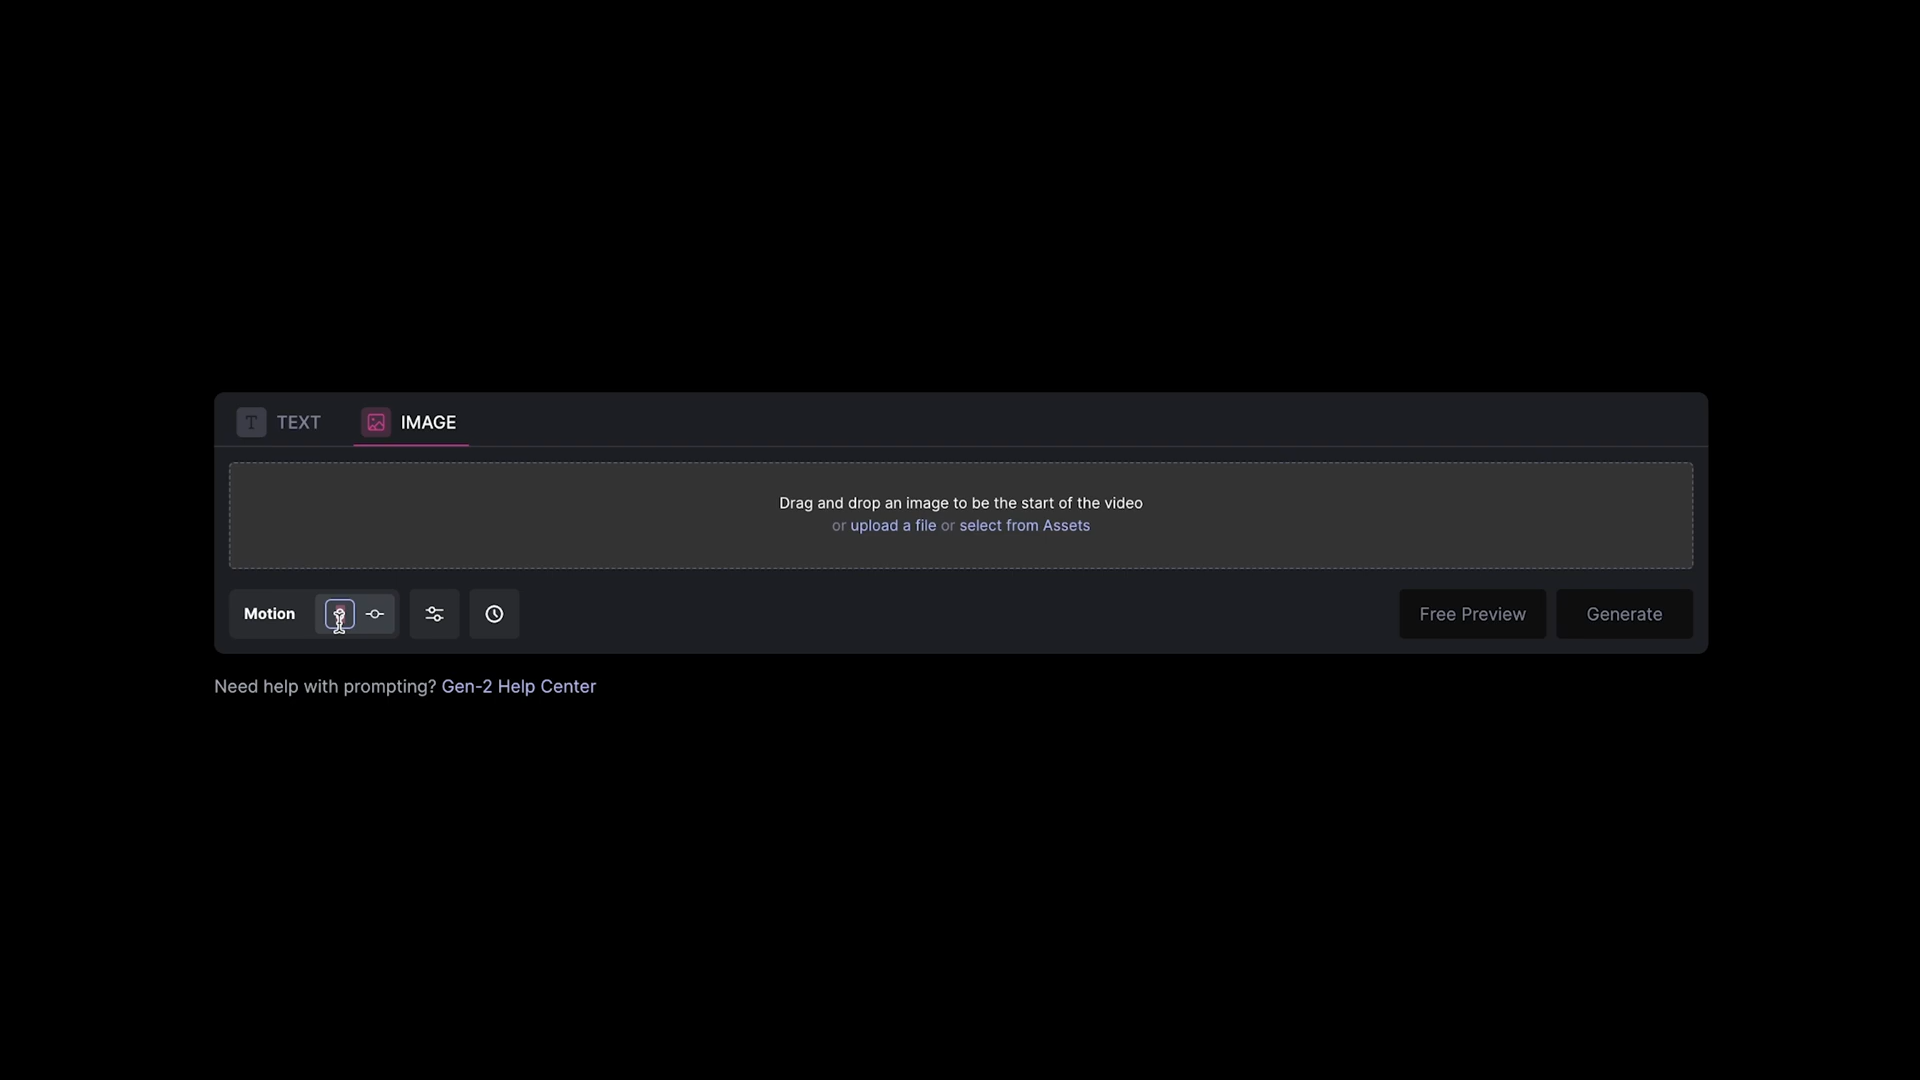 T TEXT IMAGE
Drag and drop an image to be the start of the video
or upload a file or select from Assets
Motion
Free Preview Generate
Need help with prompting? Gen-2 Help Center